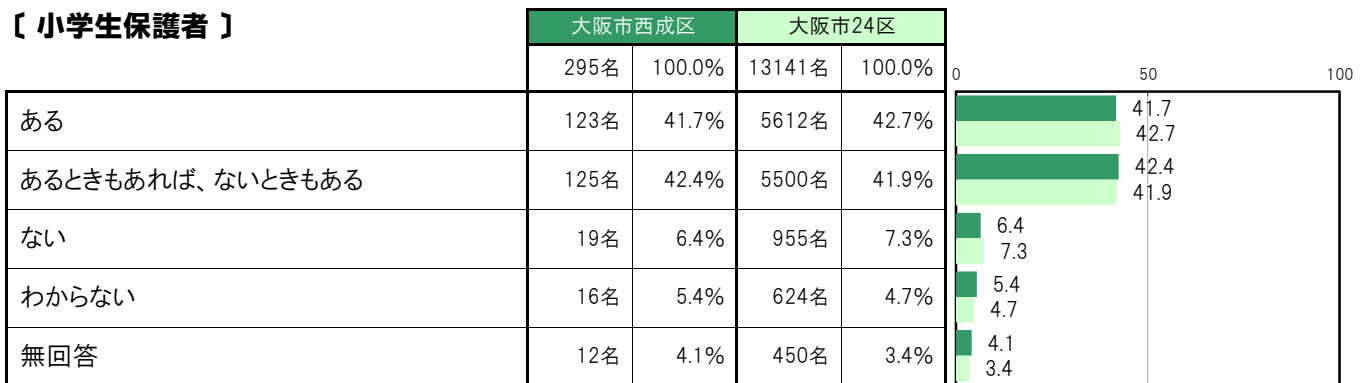 〔 小学生保護者 〕
大阪市西成区 大阪市24区
295名 100.0% 13141名 100.0%
0 50 100
ある 123名 41.7% 5612名 42.7%
41.7
42.7
あるときもあれば、ないときもある 125名 42.4% 5500名 41.9%
42.4
41.9
ない 19名 6.4% 955名 7.3%
6.4
7.3
わからない 16名 5.4% 624名 4.7%
5.4
4.7
無回答 12名 4.1% 450名 3.4%
4.1
3.4